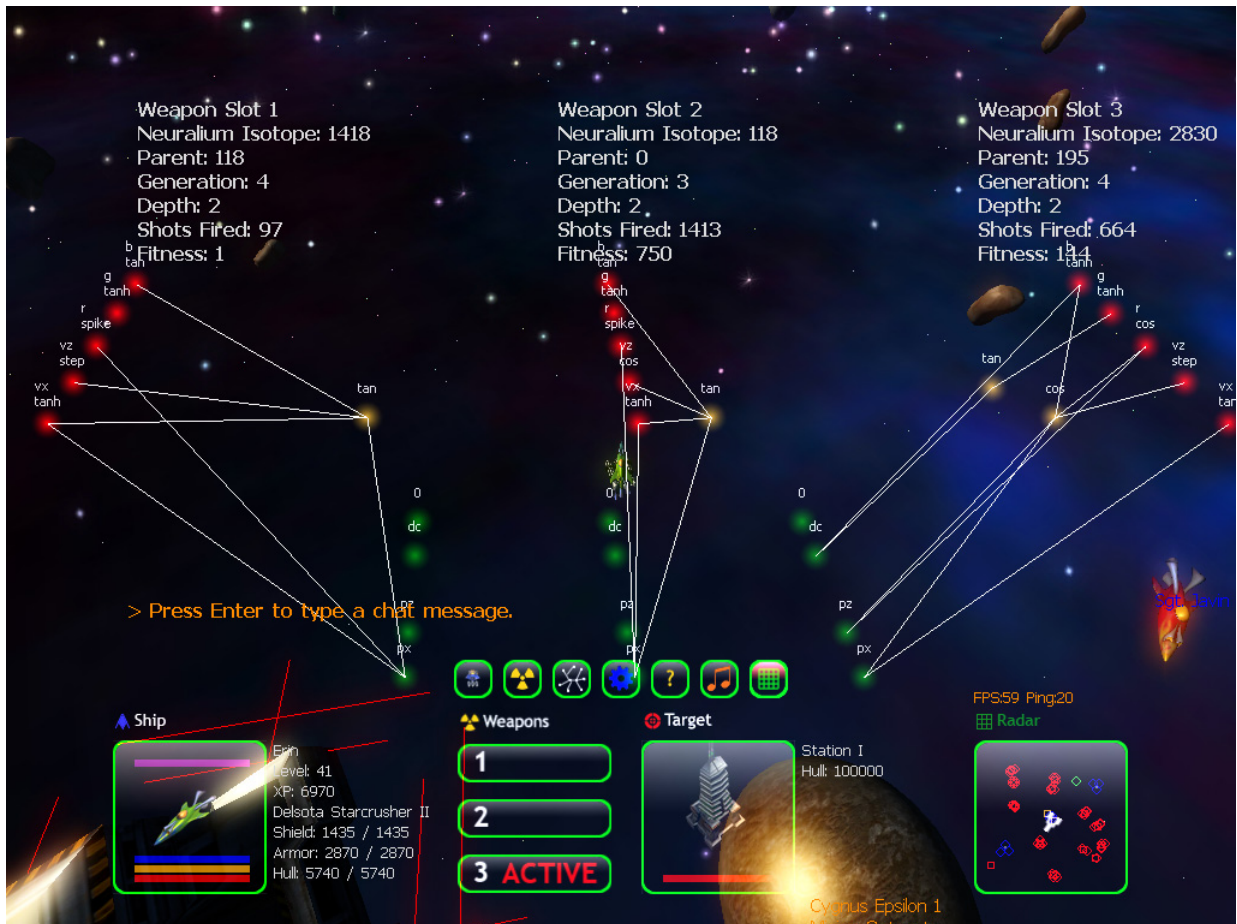 Weapon Slot 1
Neuralium Isotope: 1418
Parent: 118
Generation: 4
Depth: 2
Shots Fired: 97
Fitness: 1
b
tan
g
tanh
r
spike
vz
step
vx
tanh
tan
0
dc
pz
px
Weapon Slot 2
Neuralium Isotope: 118
Parent: 0
Generation: 3
Depth: 2
Shots Fired: 1413
Fitness: 750
b
tan
g
tanh
r
spike
vz
cos
vx
tanh
tan
0
dc
pz
px
Weapon Slot 3
Neuralium Isotope: 2830
Parent: 195
Generation: 4
Depth: 2
Shots Fired: 664
Fitness: 144
b
tanh
g
tanh
r
cos
vz
step
vx
tan
cos
0
dc
pz
px
> Press Enter to type a chat message.
Sgt. Javin
FPS:59 Ping:20
Ship
Erin
Level: 41
XP: 6970
Delsota Starcrusher II
Shield: 1435 / 1435
Armor: 2870 / 2870
Hull: 5740 / 5740
Weapons
1
2
3 ACTIVE
?
Target
Station I
Hull: 100000
Radar
Cygnus Epsilon 1